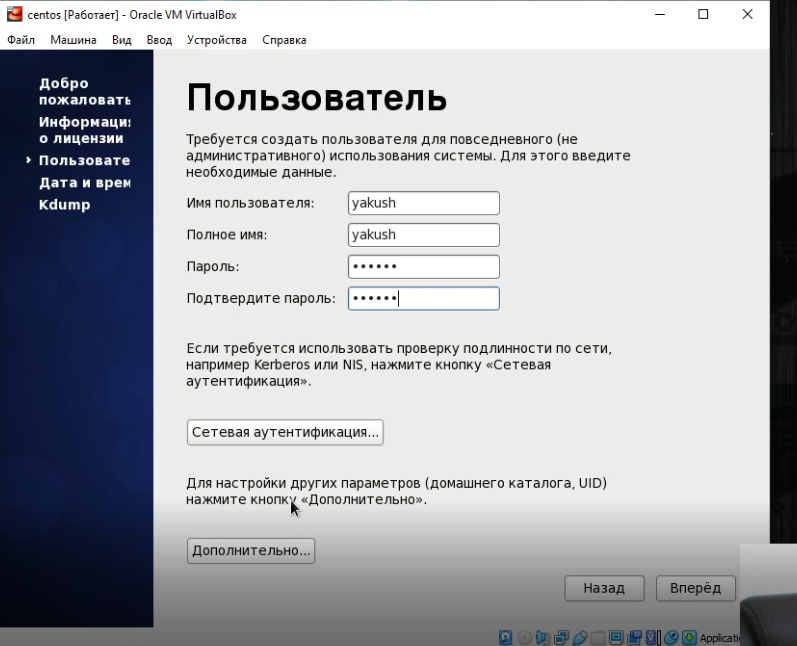 centos [Работает] - Oracle VM VirtualBox
Файл Машина Вид Ввод Устройства Справка
Добро
пожаловать
Информация
о лицензии
Пользовате
Дата и врем
Kdump
Пользователь
Требуется создать пользователя для повседневного (не
административного) использования системы. Для этого введите
необходимые данные.
Имя пользователя: yakush
Полное имя: yakush
Пароль: ••••••
Подтвердите пароль: ••••••
Если требуется использовать проверку подлинности по сети,
например Kerberos или NIS, нажмите кнопку «Сетевая
аутентификация».
Сетевая аутентификация...
Для настройки других параметров (домашнего каталога, UID)
нажмите кнопку «Дополнительно».
Дополнительно...
Назад Вперёд
Applicati